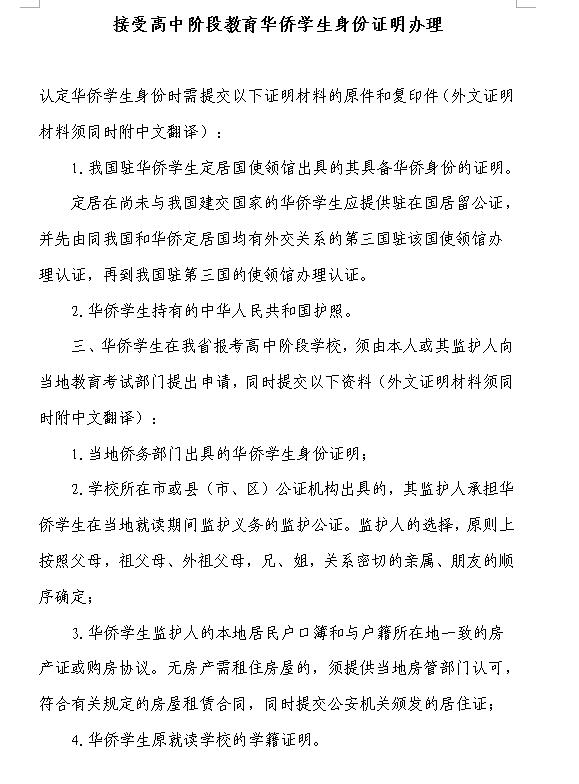 接受高中阶段教育华侨学生身份证明办理
认定华侨学生身份时需提交以下证明材料的原件和复印件（外文证明
材料须同时附中文翻译）：
1.我国驻华侨学生定居国使领馆出具的其具备华侨身份的证明。
定居在尚未与我国建交国家的华侨学生应提供驻在国居留公证，
并先由同我国和华侨定居国均有外交关系的第三国驻该国使领馆办
理认证，再到我国驻第三国的使领馆办理认证。
2.华侨学生持有的中华人民共和国护照。
三、华侨学生在我省报考高中阶段学校，须由本人或其监护人向
当地教育考试部门提出申请，同时提交以下资料（外文证明材料须同
时附中文翻译）：
1.当地侨务部门出具的华侨学生身份证明；
2.学校所在市或县（市、区）公证机构出具的，其监护人承担华
侨学生在当地就读期间监护义务的监护公证。监护人的选择，原则上
按照父母，祖父母、外祖父母，兄、姐，关系密切的亲属、朋友的顺
序确定；
3.华侨学生监护人的本地居民户口簿和与户籍所在地一致的房
产证或购房协议。无房产需租住房屋的，须提供当地房管部门认可，
符合有关规定的房屋租赁合同，同时提交公安机关颁发的居住证；
4.华侨学生原就读学校的学籍证明。